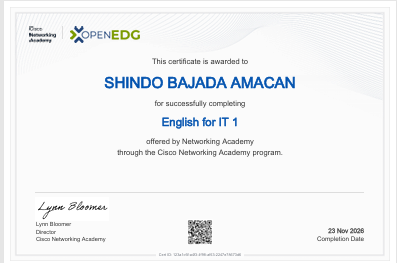 Cisco
Networking
Academy
OPENEDG
This certificate is awarded to
SHINDO BAJADA AMACAN
for successfully completing
English for IT 1
offered by Networking Academy
through the Cisco Networking Academy program.
Lynn Bloomer
Lynn Bloomer
Director
Cisco Networking Academy
23 Nov 2026
Completion Date